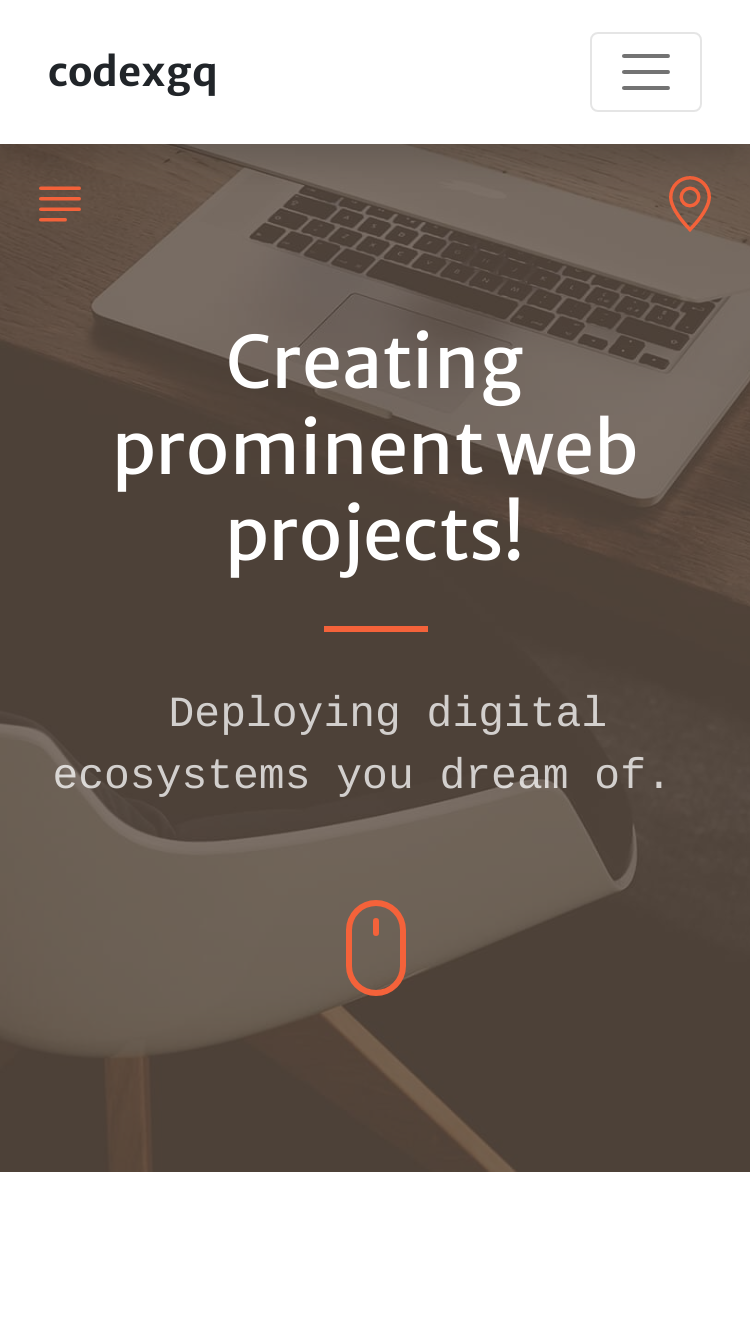 codexgq
Creating
prominent web
projects!
Deploying digital
ecosystems you dream of.